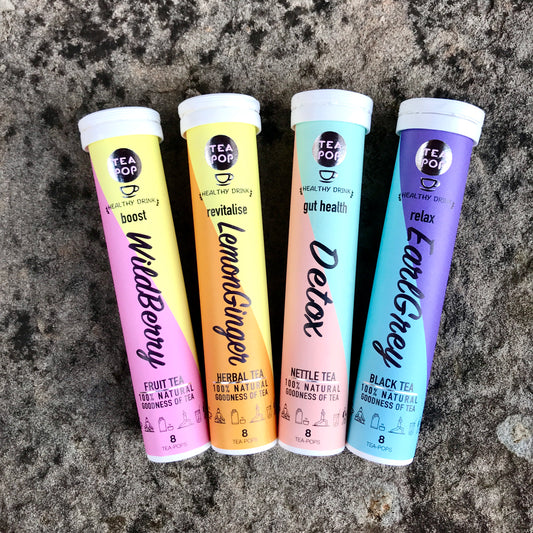 TEA
POP
HEALTHY DRINK
boost
WildBerry
FRUIT TEA
100% NATURAL
GOODNESS OF TEA
8
TEA-POPS
TEA
POP
HEALTHY DRINK
revitalise
LemonGinger
HERBAL TEA
100% NATURAL
GOODNESS OF TEA
8
TEA-POPS
TEA
POP
HEALTHY DRINK
gut health
Detox
NETTLE TEA
100% NATURAL
GOODNESS OF TEA
8
TEA-POPS
TEA
POP
HEALTHY DRINK
relax
EarlGrey
BLACK TEA
100% NATURAL
GOODNESS OF TEA
8
TEA-POPS